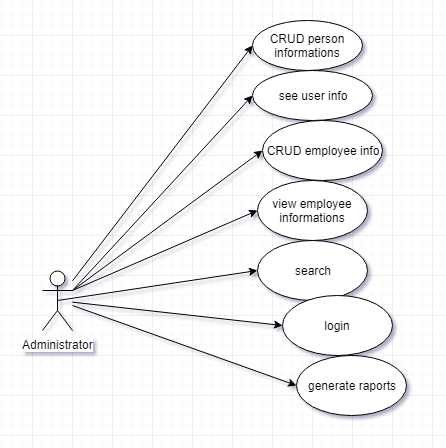 CRUD person
informations
see user info
CRUD employee info
view employee
informations
search
login
Administrator
generate raports